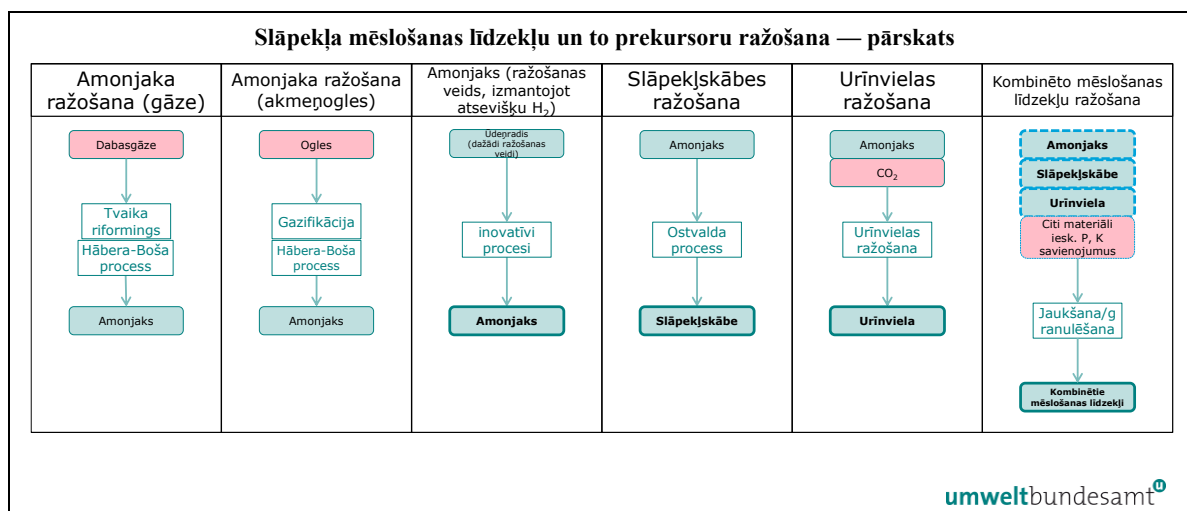 Slāpekļa mēslošanas līdzekļu un to prekursoru ražošana — pārskats
Amonjaka
ražošana (gāze)
Dabasgāze
Tvaika
riformings
Hābera-Boša
process
Amonjaks
Amonjaka ražošana
(akmeņogles)
Ogles
Gazifikācija
Hābera-Boša
process
Amonjaks
Amonjaks (ražošanas
veids, izmantojot
atsevišķu H₂)
Ūdeņradis
(dažādi ražošanas
veidi)
inovatīvi
procesi
Amonjaks
Slāpekļskābes
ražošana
Amonjaks
Ostvalda
process
Slāpekļskābe
Urīnvielas
ražošana
Amonjaks
CO₂
Urīnvielas
ražošana
Urīnviela
Kombinēto mēslošanas
līdzekļu ražošana
Amonjaks
Slāpekļskābe
Urīnviela
Citi materiāli
iesk. P, K
savienojumus
Jaukšana/g
ranulēšana
Kombinētie
mēslošanas līdzekļi
umweltbundesamt